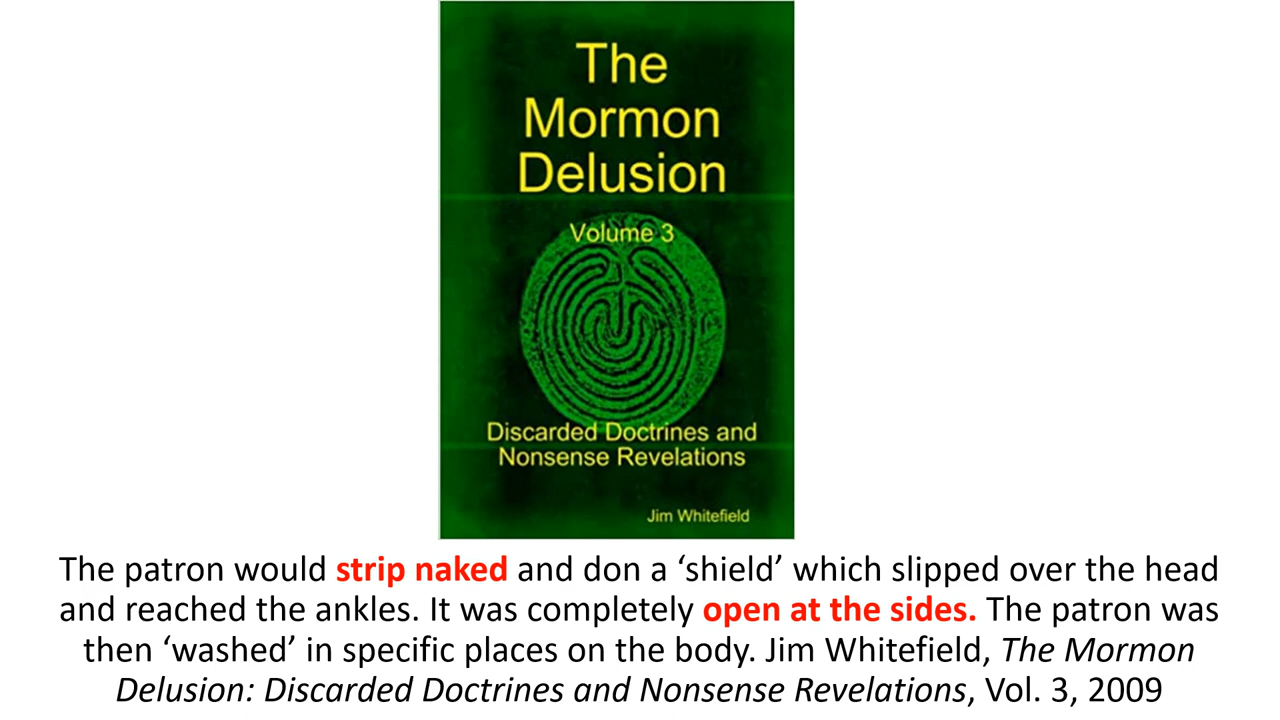 The
Mormon
Delusion
Volume 3
Discarded Doctrines and
Nonsense Revelations
Jim Whitefield
The patron would strip naked and don a ‘shield’ which slipped over the head
and reached the ankles. It was completely open at the sides. The patron was
then ‘washed’ in specific places on the body. Jim Whitefield, The Mormon
Delusion: Discarded Doctrines and Nonsense Revelations, Vol. 3, 2009